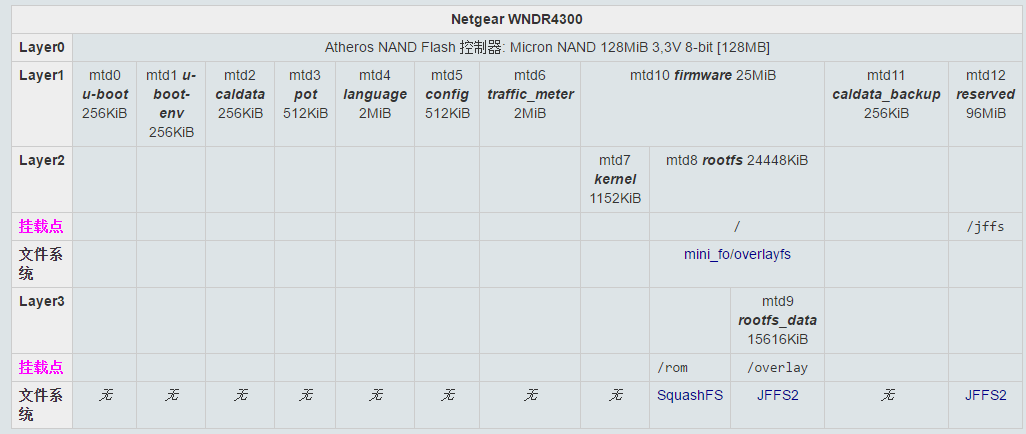 Netgear WNDR4300
Layer0 Atheros NAND Flash 控制器: Micron NAND 128MiB 3,3V 8-bit [128MB]
Layer1 mtd0 mtd1 u- mtd2 mtd3 mtd4 mtd5 mtd6 mtd10 firmware 25MiB mtd11 mtd12
u-boot boot- caldata pot language config traffic_meter caldata_backup reserved
256KiB env 256KiB 512KiB 2MiB 512KiB 2MiB 256KiB 96MiB
256KiB
Layer2 mtd7 mtd8 rootfs 24448KiB
kernel
1152KiB
挂载点 / /jffs
文件系 mini_fo/overlayfs
统
Layer3 mtd9
rootfs_data
15616KiB
挂载点 /rom /overlay
文件系 无 无 无 无 无 无 无 无 SquashFS JFFS2 无 JFFS2
统